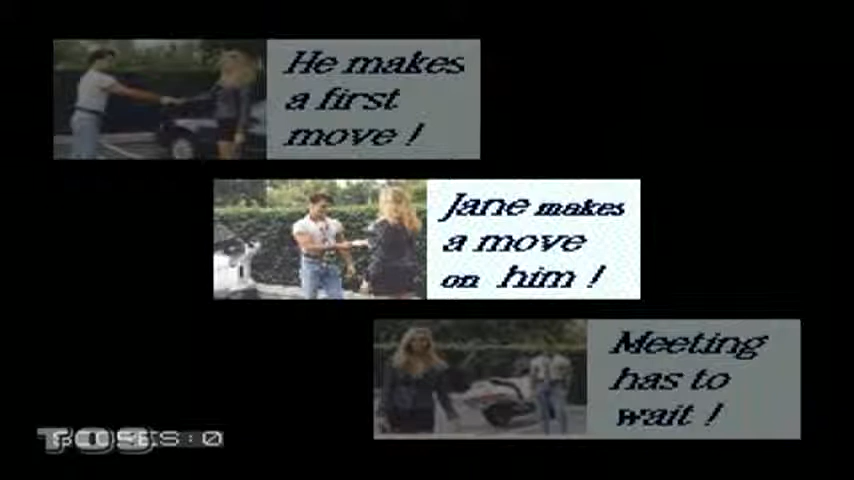 He makes
a first
move !
Jane makes
a move
on him !
Meeting
has to
wait !